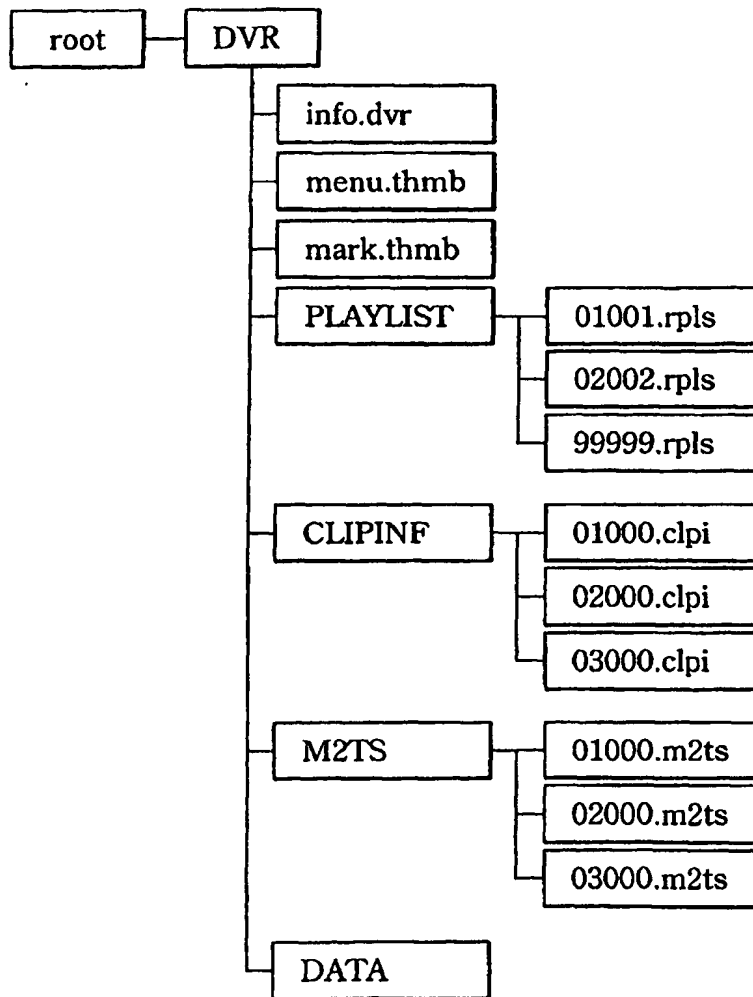 root DVR
info.dvr
menu.thmb
mark.thmb
PLAYLIST 01001.rpls
02002.rpls
99999.rpls
CLIPINF 01000.clpi
02000.clpi
03000.clpi
M2TS 01000.m2ts
02000.m2ts
03000.m2ts
DATA